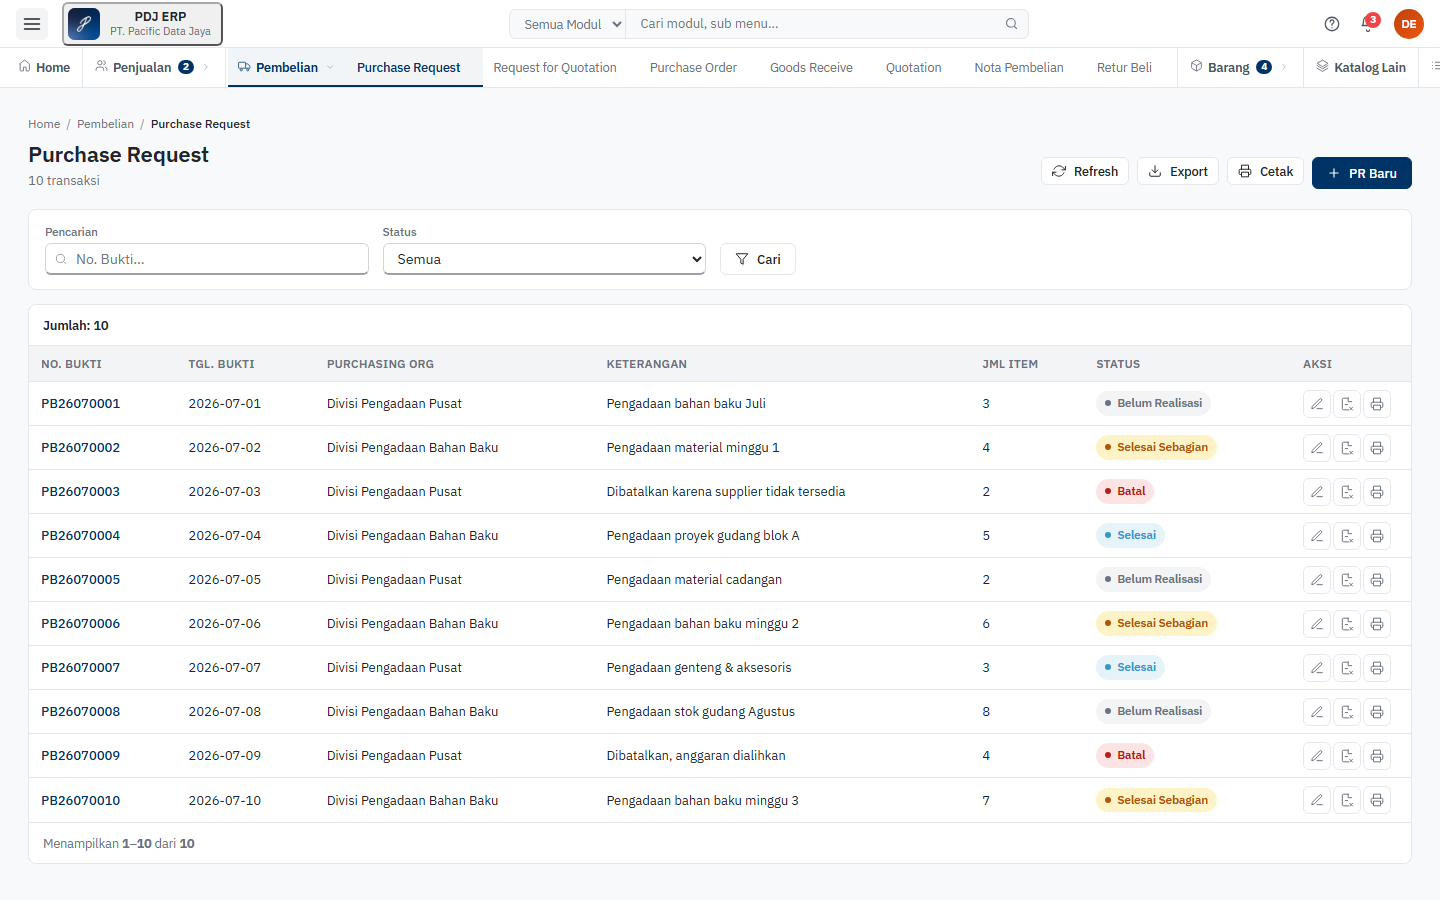 PDJ ERP
PT. Pacific Data Jaya
Semua Modul
Cari modul, sub menu...
3
DE
Home
Penjualan 2
Pembelian
Purchase Request
Request for Quotation
Purchase Order
Goods Receive
Quotation
Nota Pembelian
Retur Beli
Barang 4
Katalog Lain
Home / Pembelian / Purchase Request
Purchase Request
10 transaksi
Refresh
Export
Cetak
PR Baru
Pencarian
Status
No. Bukti...
Semua
Cari
Jumlah: 10
NO. BUKTI TGL. BUKTI PURCHASING ORG KETERANGAN JML ITEM STATUS AKSI
PB26070001 2026-07-01 Divisi Pengadaan Pusat Pengadaan bahan baku Juli 3 Belum Realisasi
PB26070002 2026-07-02 Divisi Pengadaan Bahan Baku Pengadaan material minggu 1 4 Selesai Sebagian
PB26070003 2026-07-03 Divisi Pengadaan Pusat Dibatalkan karena supplier tidak tersedia 2 Batal
PB26070004 2026-07-04 Divisi Pengadaan Bahan Baku Pengadaan proyek gudang blok A 5 Selesai
PB26070005 2026-07-05 Divisi Pengadaan Pusat Pengadaan material cadangan 2 Belum Realisasi
PB26070006 2026-07-06 Divisi Pengadaan Bahan Baku Pengadaan bahan baku minggu 2 6 Selesai Sebagian
PB26070007 2026-07-07 Divisi Pengadaan Pusat Pengadaan genteng & aksesoris 3 Selesai
PB26070008 2026-07-08 Divisi Pengadaan Bahan Baku Pengadaan stok gudang Agustus 8 Belum Realisasi
PB26070009 2026-07-09 Divisi Pengadaan Pusat Dibatalkan, anggaran dialihkan 4 Batal
PB26070010 2026-07-10 Divisi Pengadaan Bahan Baku Pengadaan bahan baku minggu 3 7 Selesai Sebagian
Menampilkan 1–10 dari 10